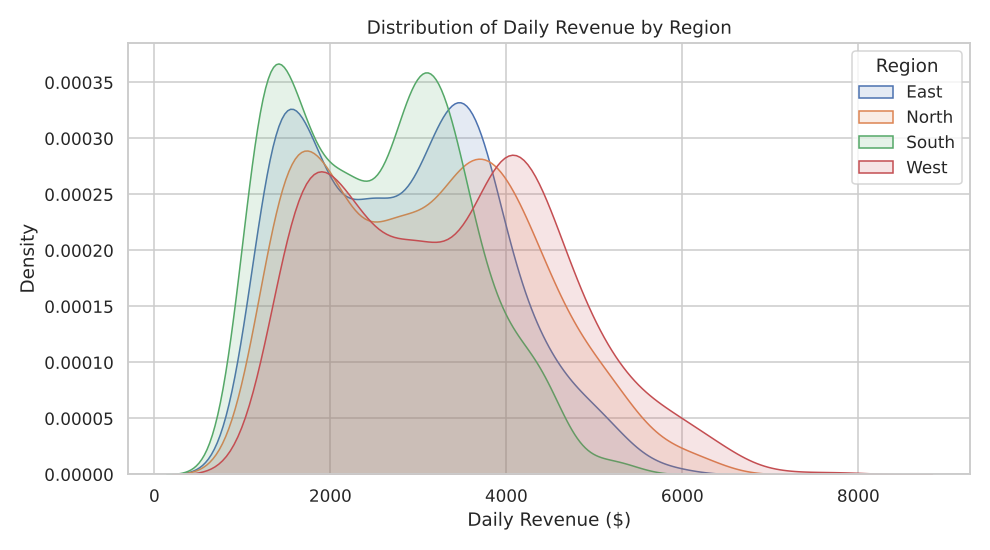 Distribution of Daily Revenue by Region
Region
East
North
South
West
Density
0.00035
0.00030
0.00025
0.00020
0.00015
0.00010
0.00005
0.00000
0 2000 4000 6000 8000
Daily Revenue ($)